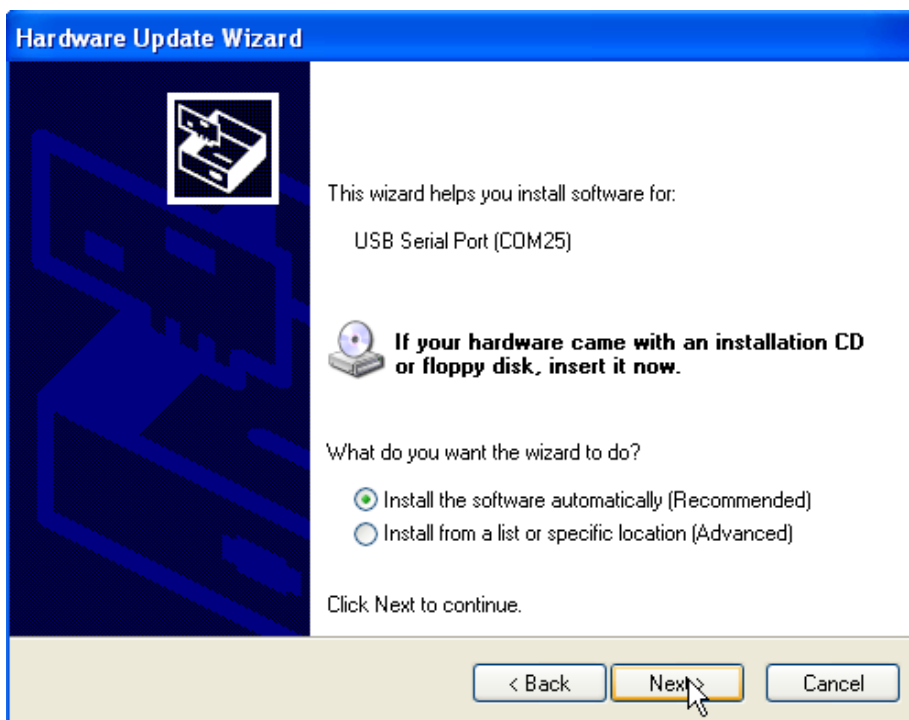 Hardware Update Wizard
This wizard helps you install software for:
USB Serial Port (COM25)
If your hardware came with an installation CD
or floppy disk, insert it now.
What do you want the wizard to do?
Install the software automatically (Recommended)
Install from a list or specific location (Advanced)
Click Next to continue.
< Back Next > Cancel